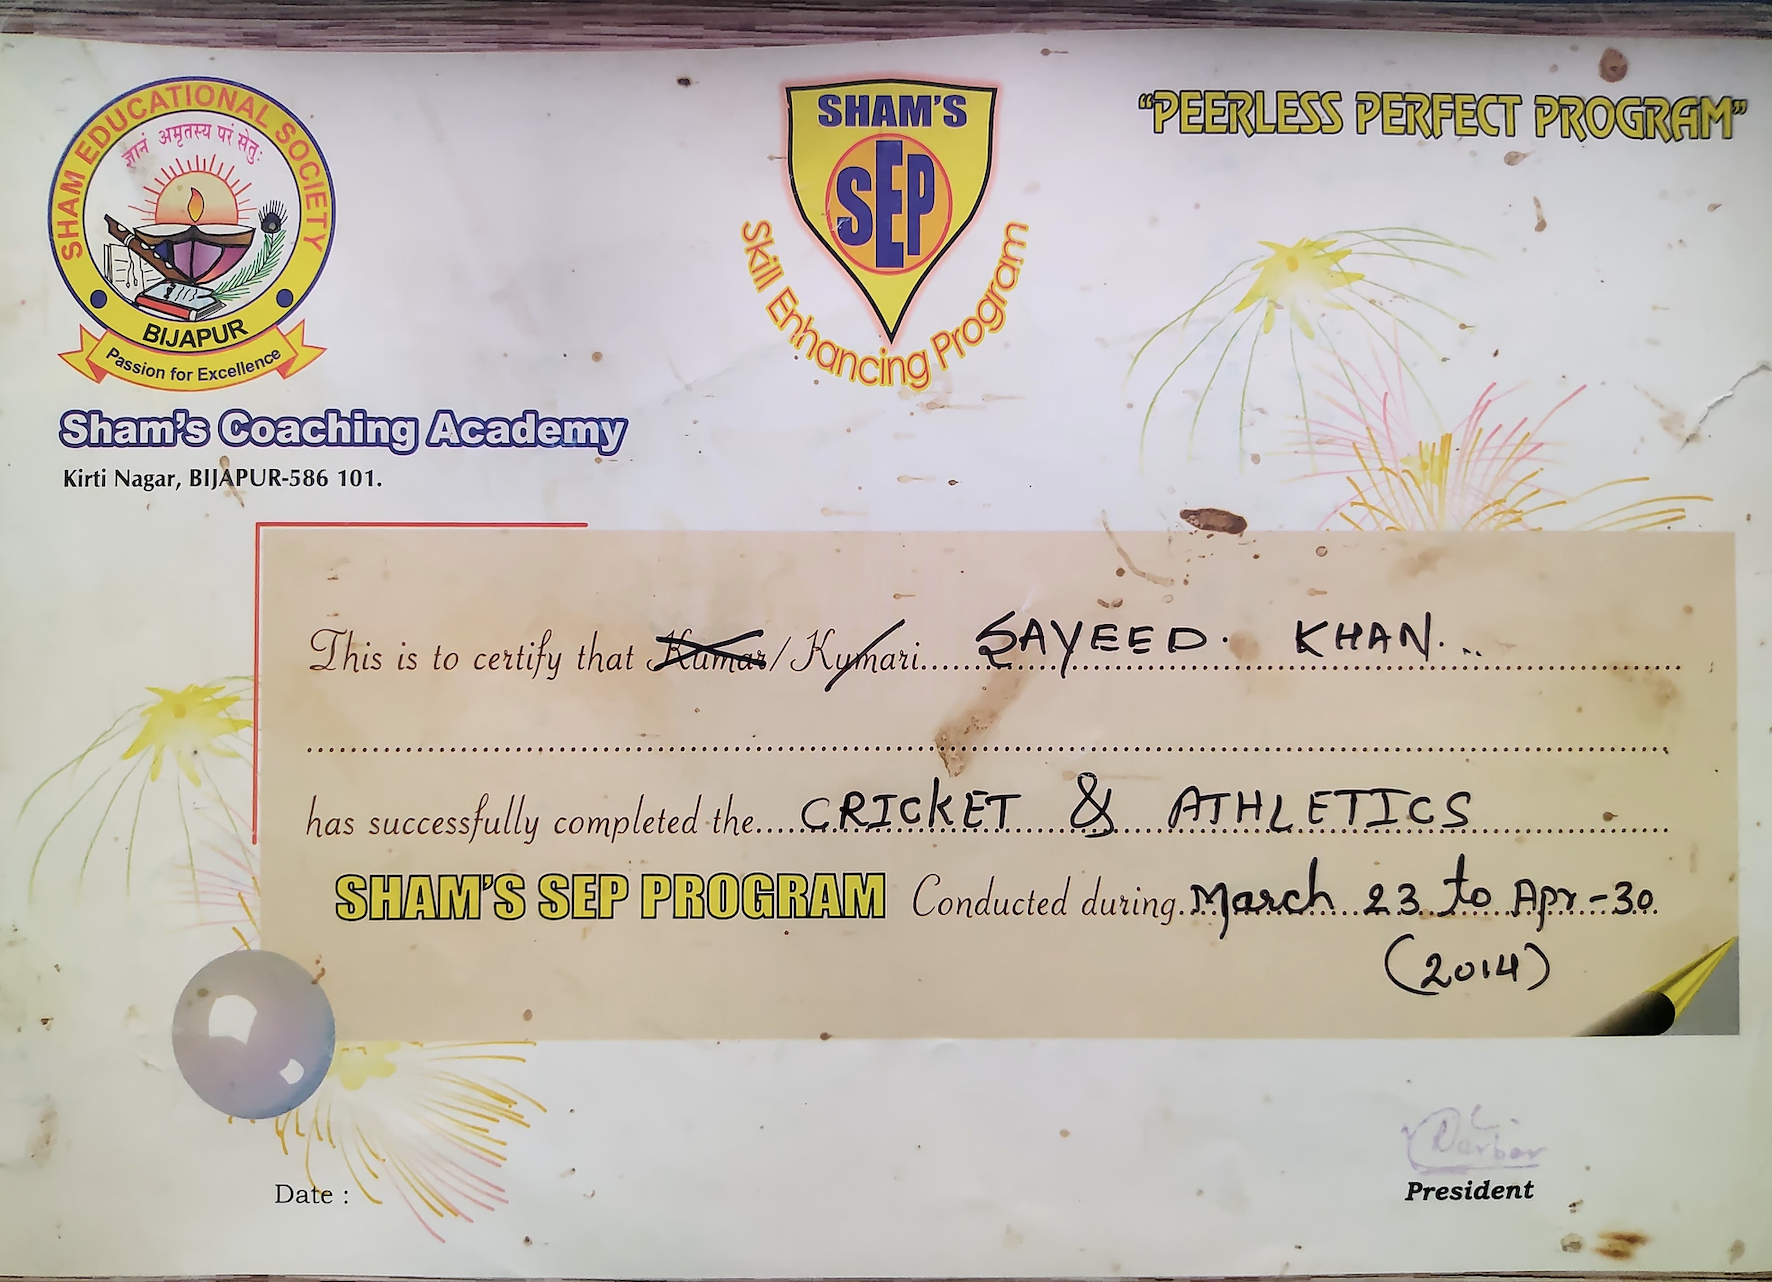 SHAM EDUCATIONAL SOCIETY
ज्ञानं अमृतस्य परं सेतुः
BIJAPUR
Passion for Excellence
Sham's Coaching Academy
Kirti Nagar, BIJAPUR-586 101.
SHAM'S
SEP
Skill Enhancing Program
"PEERLESS PERFECT PROGRAM"
This is to certify that Kumar/Kumari..... SAYEED. KHAN...
has successfully completed the.... CRICKET & ATHLETICS
SHAM'S SEP PROGRAM Conducted during. March 23 to Apr-30
(2014)
Date :
Darbar
President